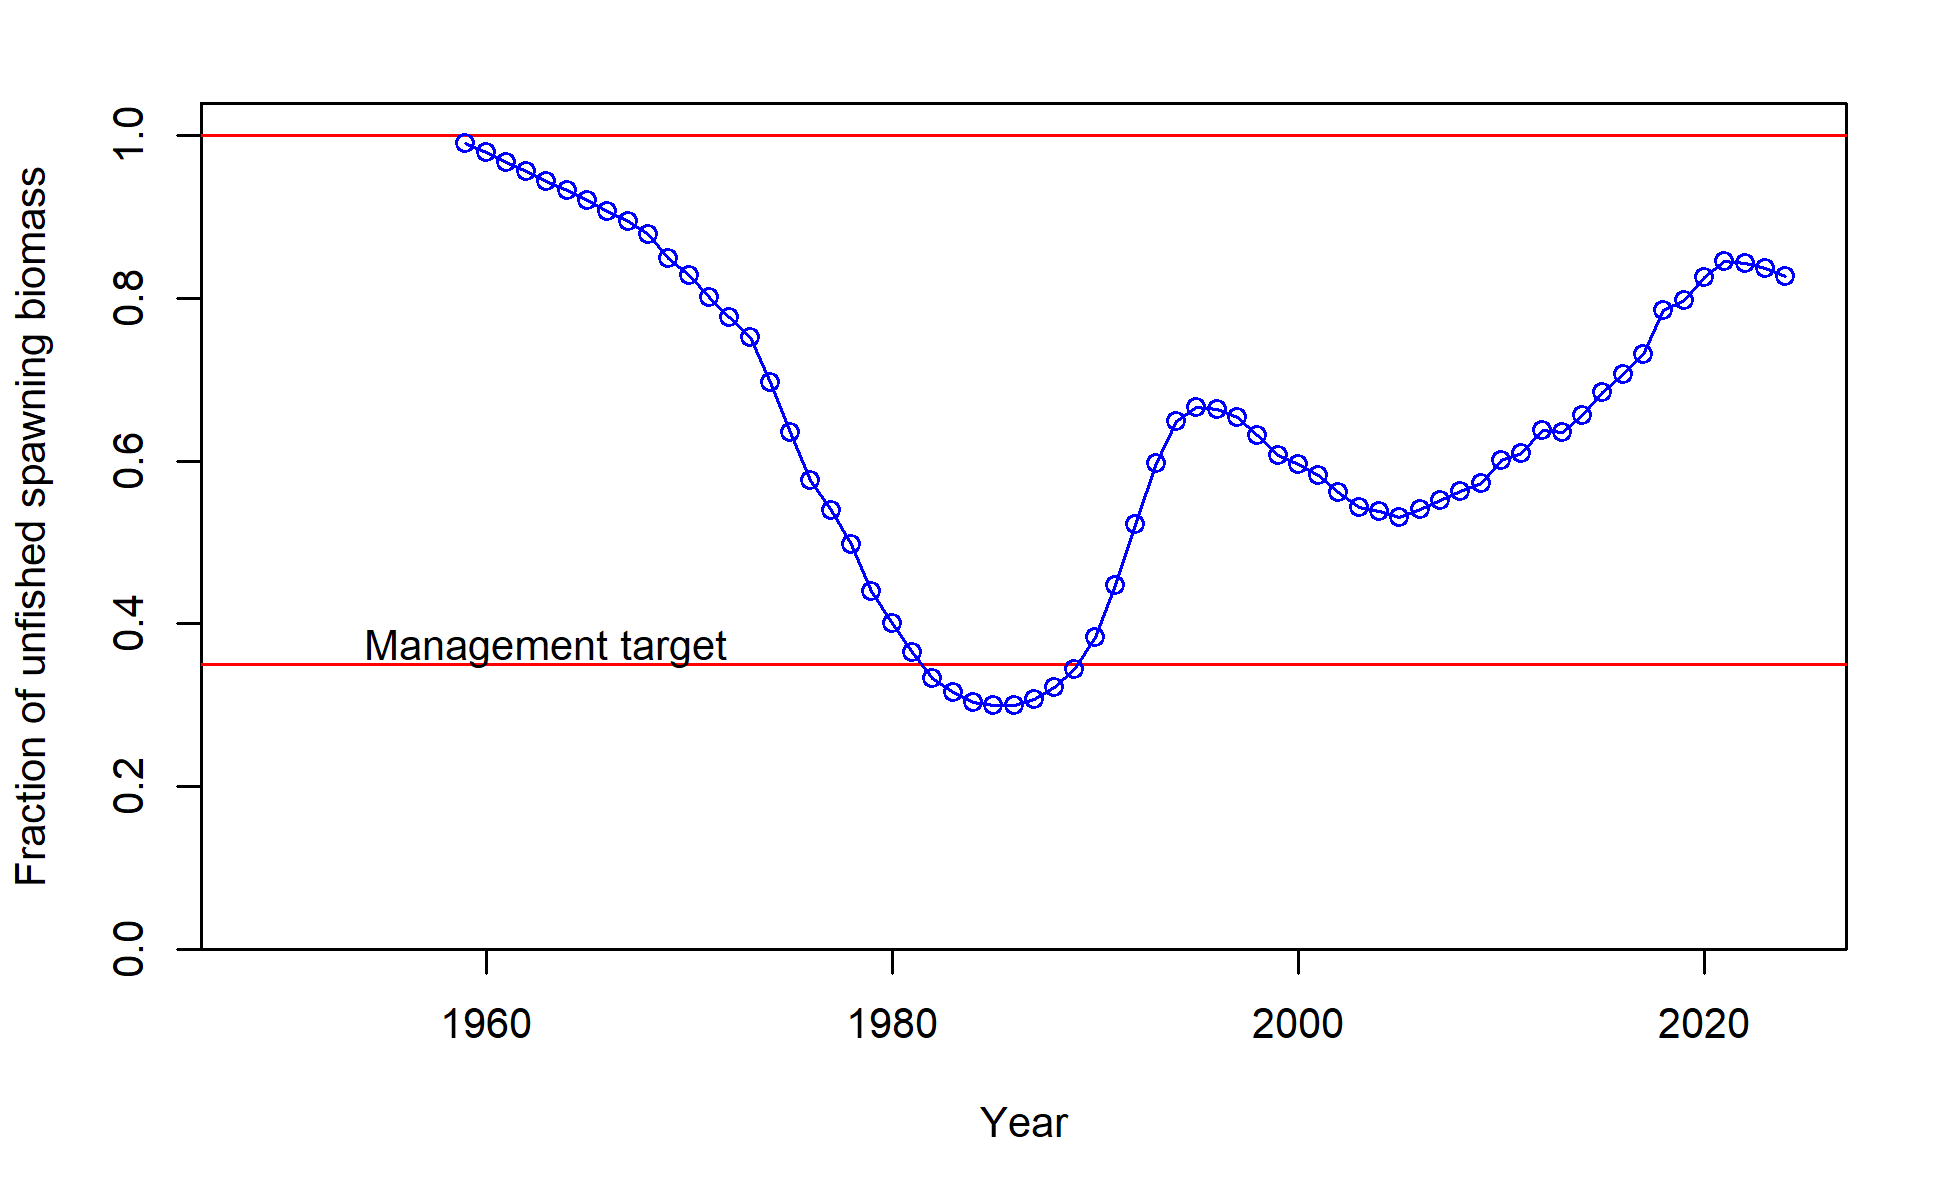 Fraction of unfished spawning biomass
1.0
0.8
0.6
0.4
0.2
0.0
Management target
1960 1980 2000 2020
Year